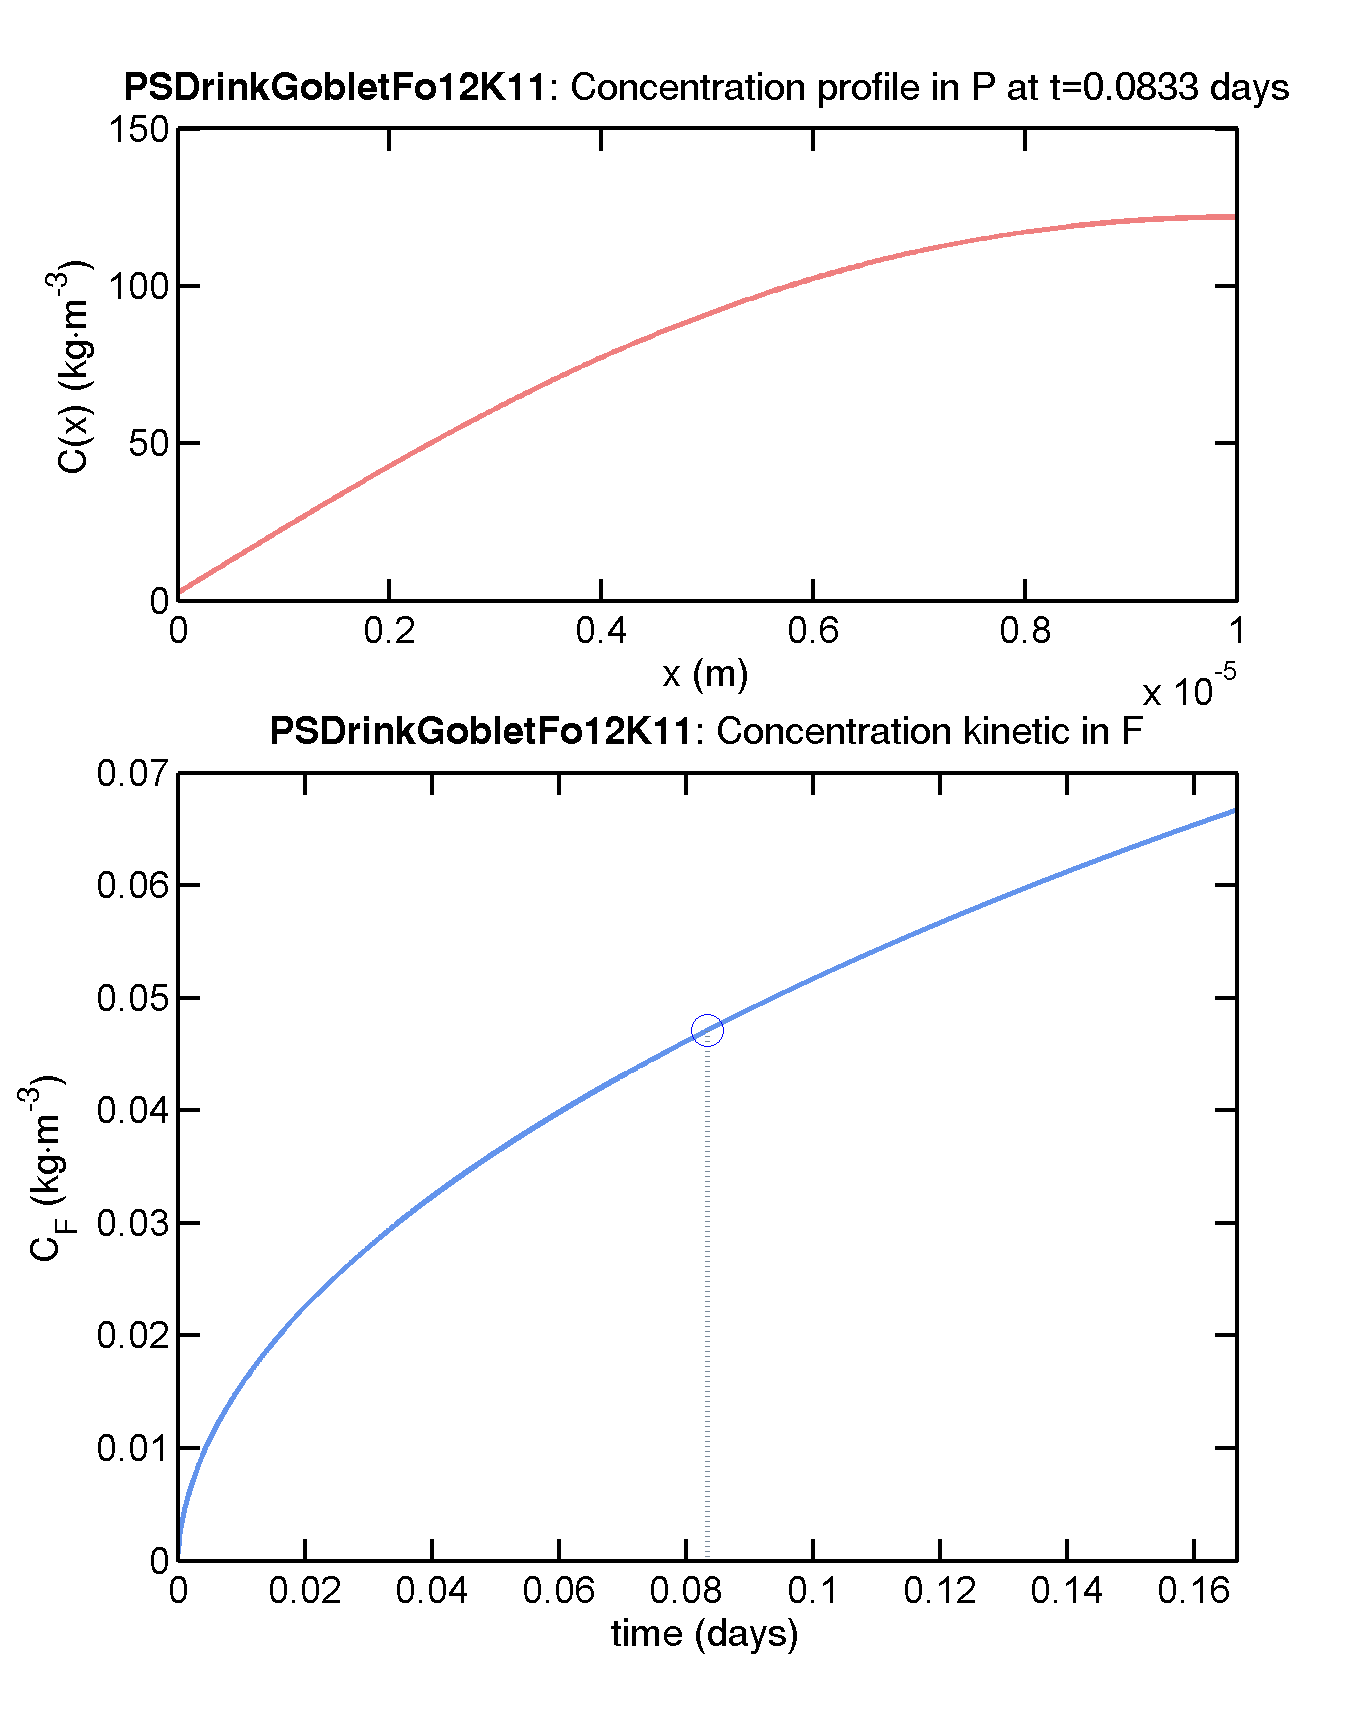 PSDrinkGobletFo12K11: Concentration profile in P at t=0.0833 days
150
100
50
0
C(x) (kg·m-3)
0 0.2 0.4 0.6 0.8 1
x (m)
x 10-5
PSDrinkGobletFo12K11: Concentration kinetic in F
0.07
0.06
0.05
0.04
0.03
0.02
0.01
0
CF (kg·m-3)
0 0.02 0.04 0.06 0.08 0.1 0.12 0.14 0.16
time (days)